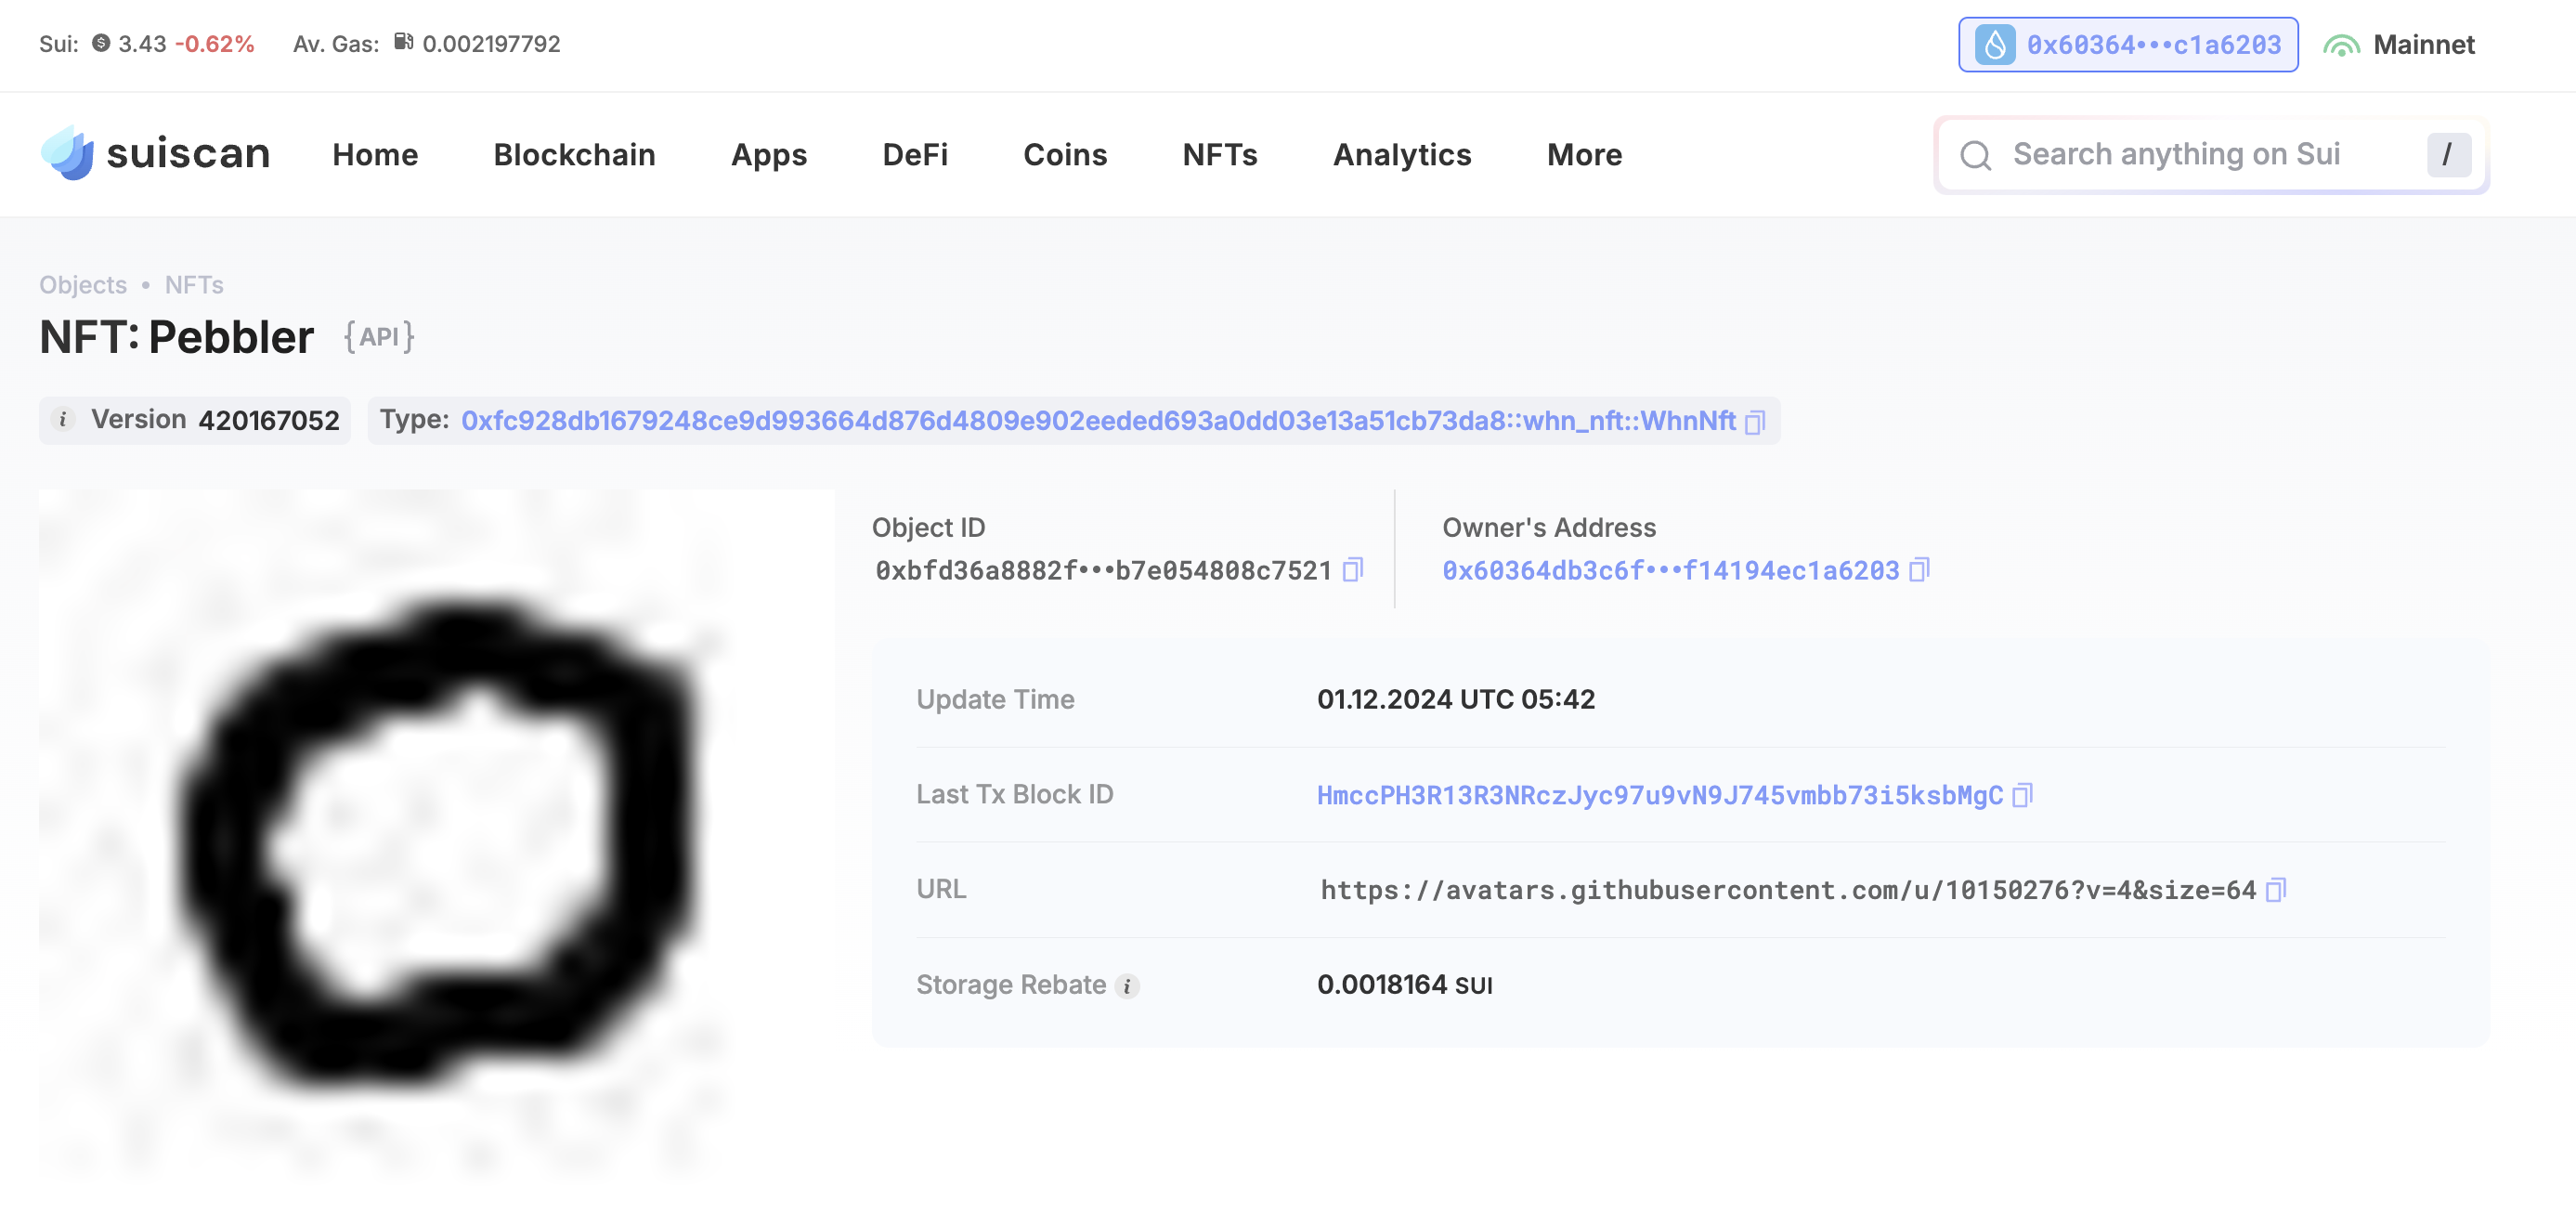 Sui: 3.43 -0.62% Av. Gas: 0.002197792 0x60364•••c1a6203 Mainnet
suiscan Home Blockchain Apps DeFi Coins NFTs Analytics More Search anything on Sui /
Objects • NFTs
NFT: Pebbler {API}
i Version 420167052 Type: 0xfc928db1679248ce9d993664d876d4809e902eeded693a0dd03e13a51cb73da8::whn_nft::WhnNft
Object ID Owner's Address
0xbfd36a8882f•••b7e054808c7521 0x60364db3c6f•••f14194ec1a6203
Update Time 01.12.2024 UTC 05:42
Last Tx Block ID HmccPH3R13R3NRczJyc97u9vN9J745vmbb73i5ksbMgC
URL https://avatars.githubusercontent.com/u/10150276?v=4&size=64
Storage Rebate i 0.0018164 SUI